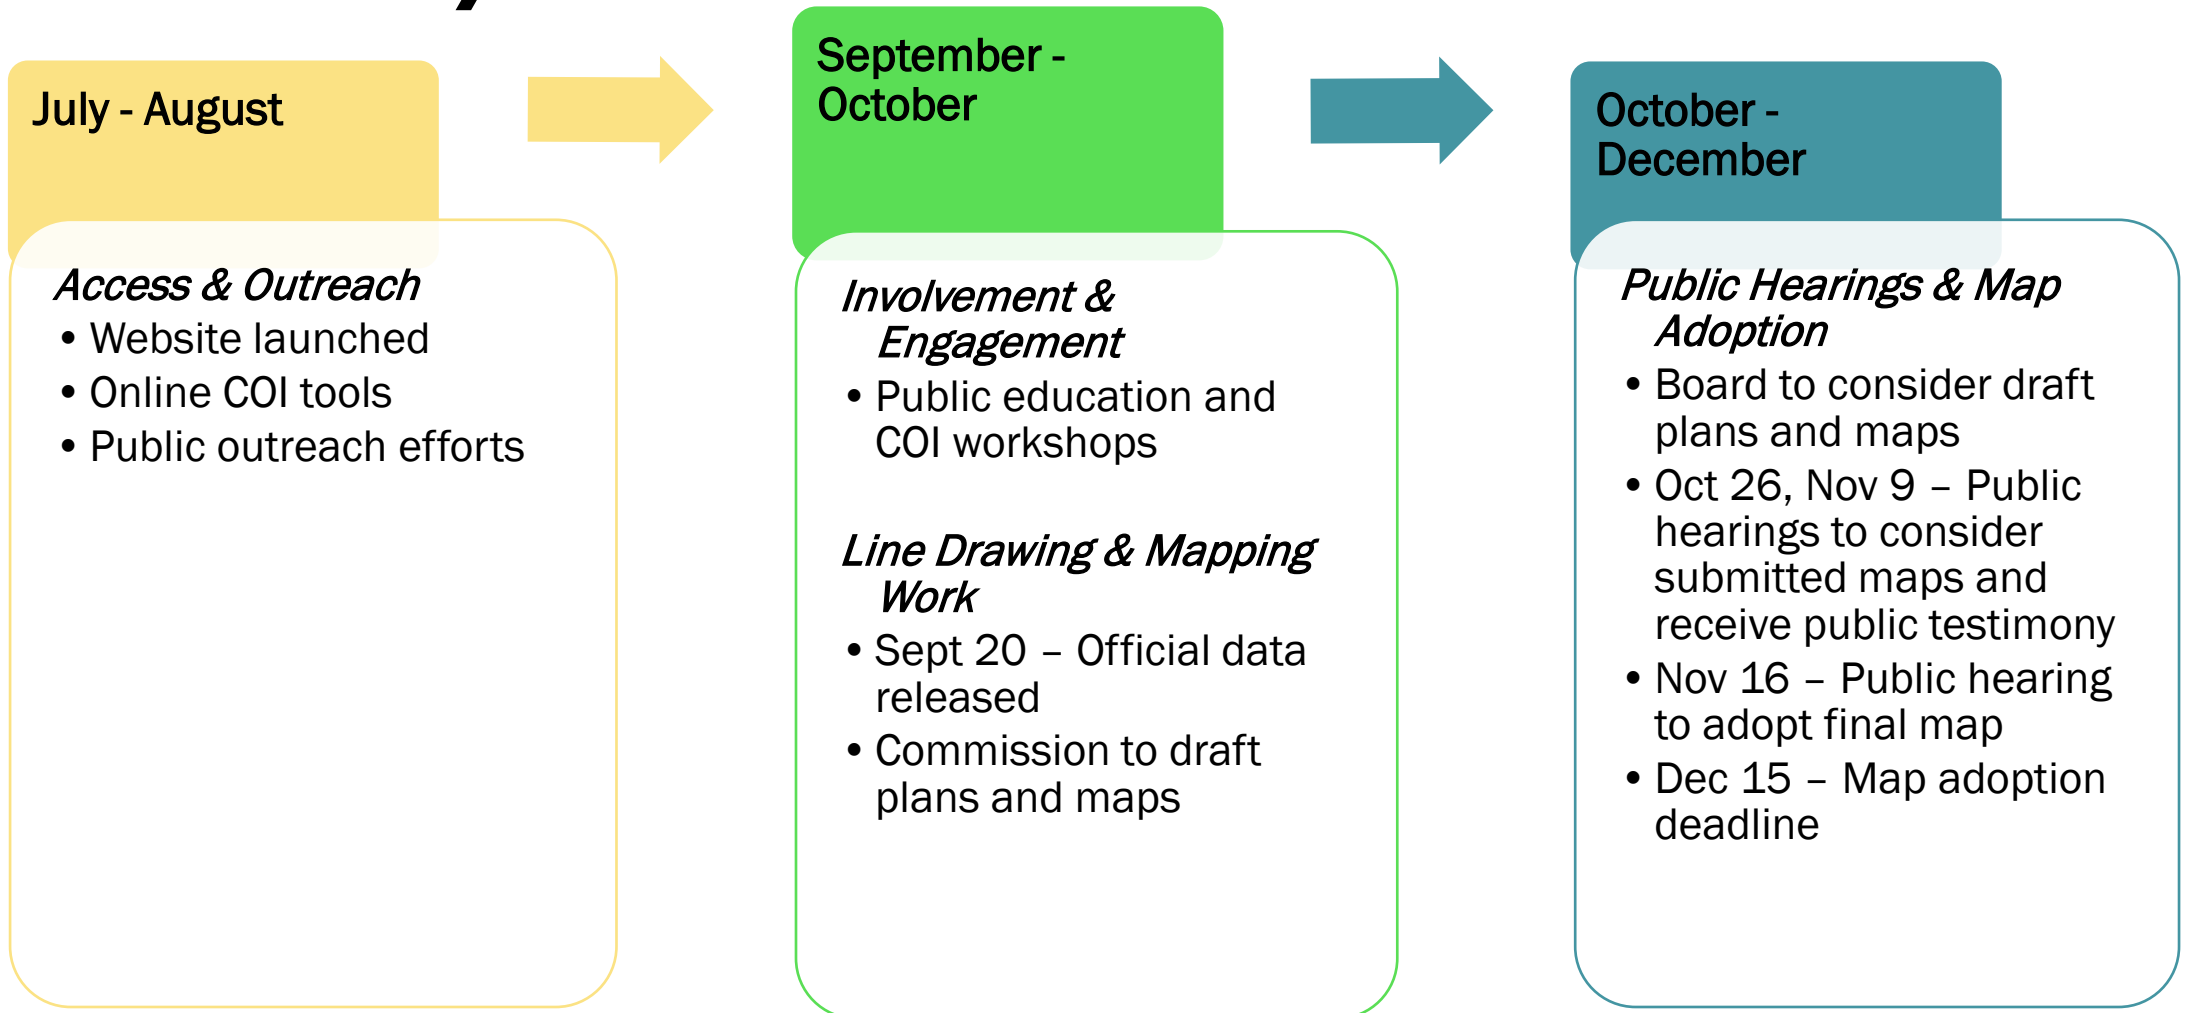 July - August
Access & Outreach
• Website launched
• Online COI tools
• Public outreach efforts
September -
October
Involvement &
Engagement
• Public education and
COI workshops
Line Drawing & Mapping
Work
• Sept 20 – Official data
released
• Commission to draft
plans and maps
October -
December
Public Hearings & Map
Adoption
• Board to consider draft
plans and maps
• Oct 26, Nov 9 – Public
hearings to consider
submitted maps and
receive public testimony
• Nov 16 – Public hearing
to adopt final map
• Dec 15 – Map adoption
deadline